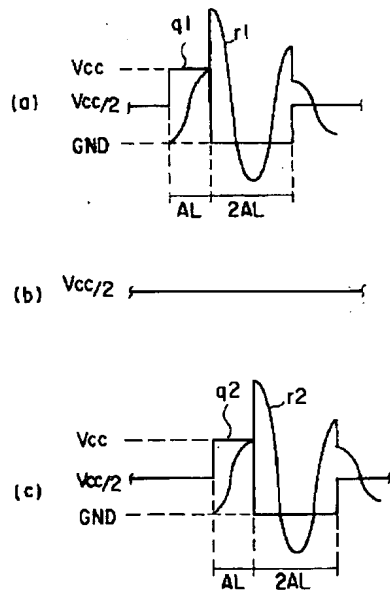 q1
r1
Vcc
(a)
Vcc/2
GND
AL
2AL
(b)
Vcc/2
q2
r2
Vcc
(c)
Vcc/2
GND
AL
2AL